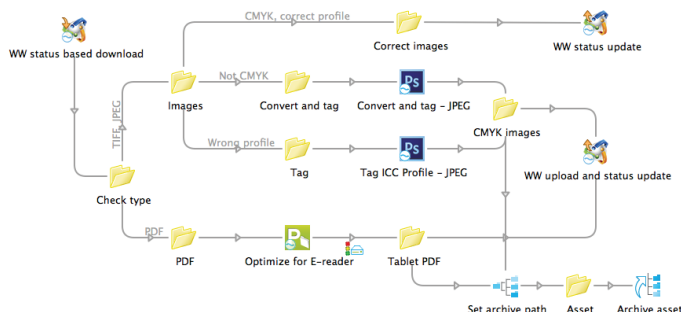 CMYK, correct profile
Correct images
WW status update
WW status based download
TIFF, JPEG
Images
Not CMYK
Convert and tag
Ps
Convert and tag - JPEG
CMYK images
Wrong profile
Tag
Ps
Tag ICC Profile - JPEG
WW upload and status update
Check type
PDF
PDF
Optimize for E-reader
Tablet PDF
Set archive path
Asset
Archive asset